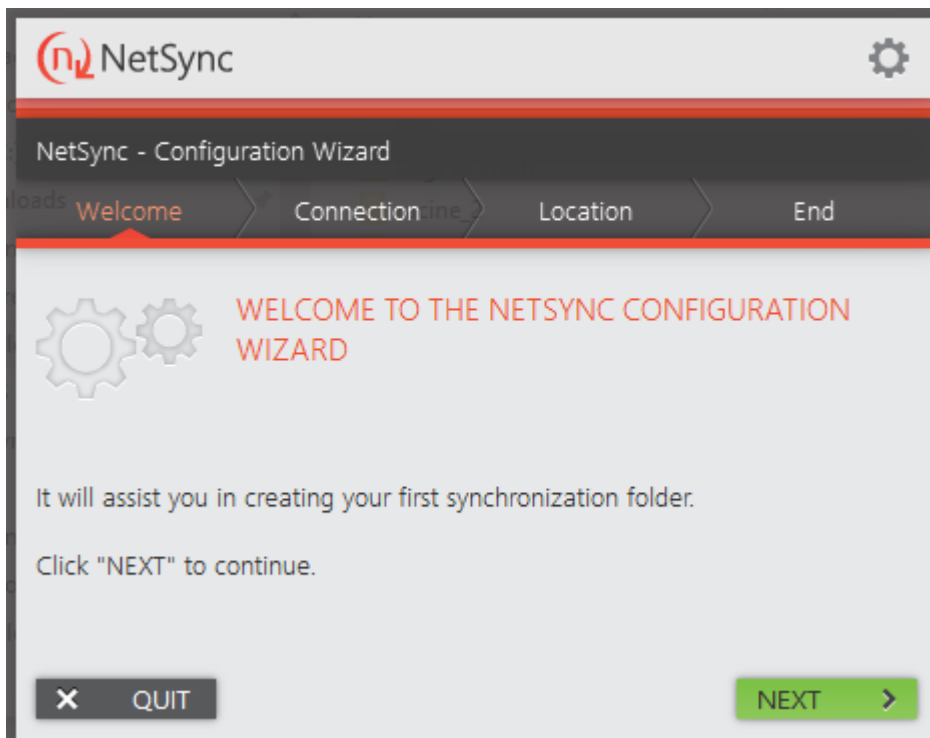 NetSync
NetSync - Configuration Wizard
Welcome
Connection
Location
End
WELCOME TO THE NETSYNC CONFIGURATION
WIZARD
It will assist you in creating your first synchronization folder.
Click "NEXT" to continue.
QUIT
NEXT